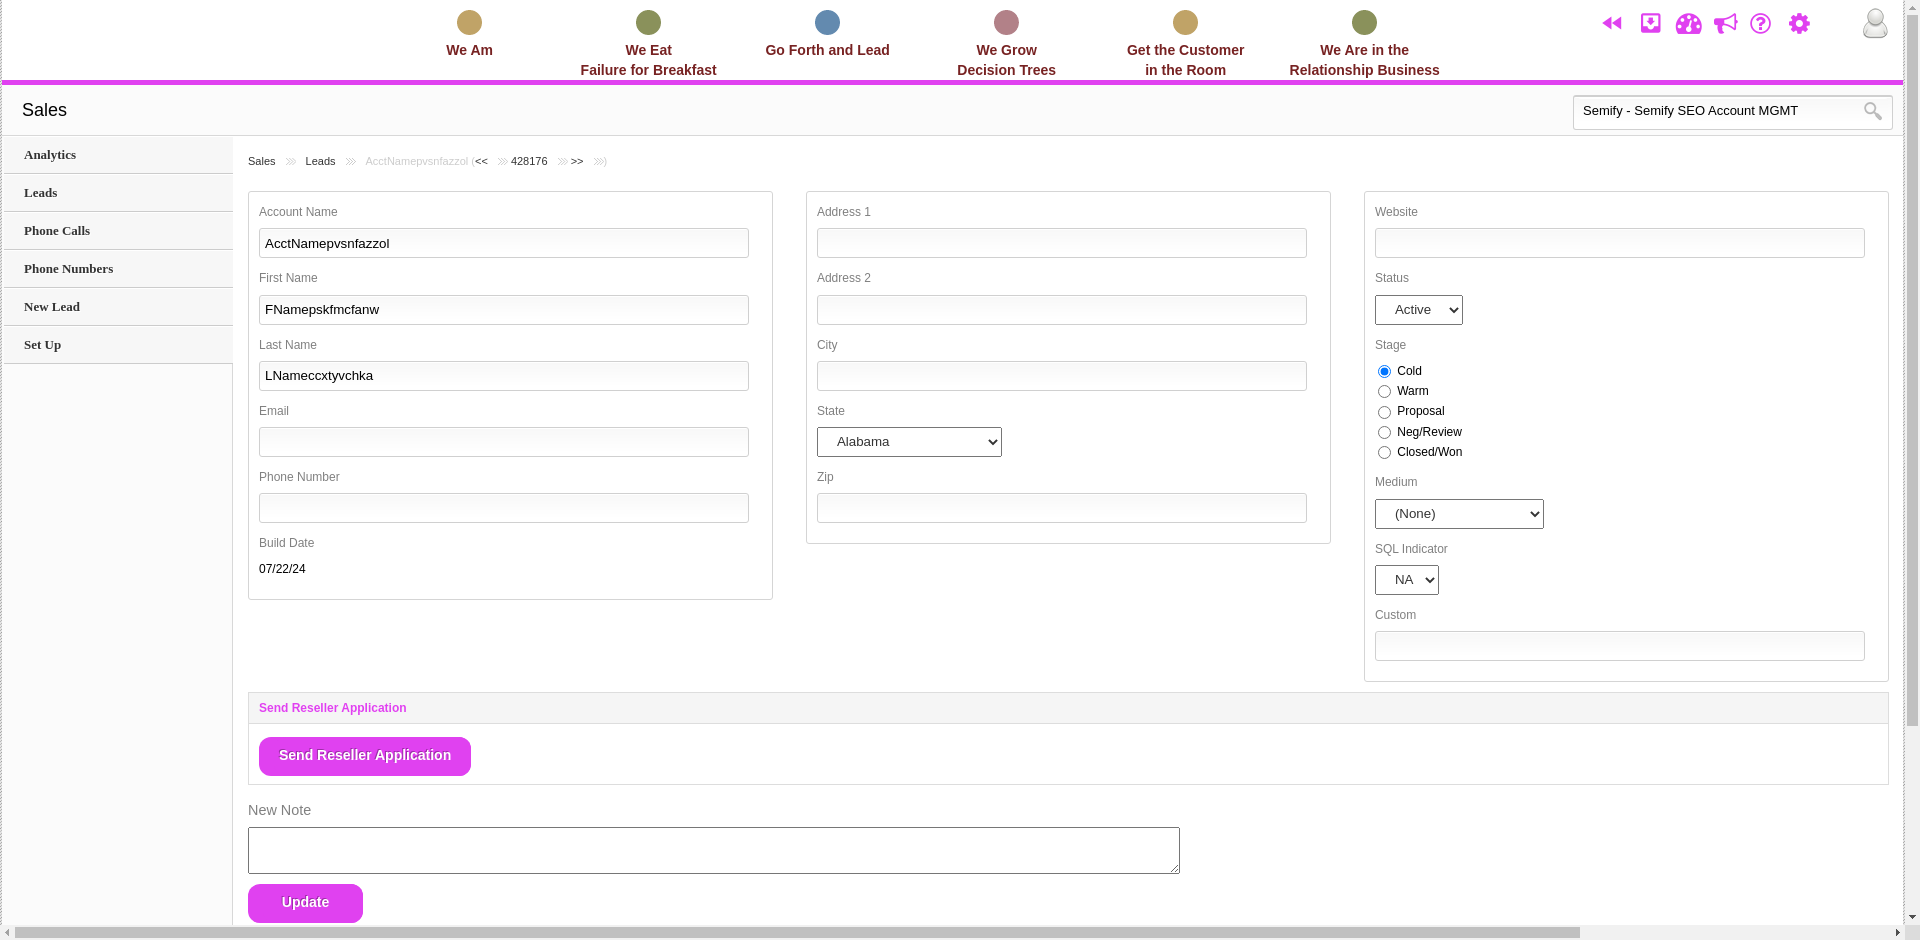 We Am
We Eat
Failure for Breakfast
Go Forth and Lead
We Grow
Decision Trees
Get the Customer
in the Room
We Are in the
Relationship Business
Sales
Semify - Semify SEO Account MGMT
Analytics
Leads
Phone Calls
Phone Numbers
New Lead
Set Up
Sales Leads AcctNamepvsnfazzol (<< 428176 >> )
Account Name
AcctNamepvsnfazzol
First Name
FNamepskfmcfanw
Last Name
LNameccxtyvchka
Email
Phone Number
Build Date
07/22/24
Address 1
Address 2
City
State
Alabama
Zip
Website
Status
Active
Stage
Cold
Warm
Proposal
Neg/Review
Closed/Won
Medium
(None)
SQL Indicator
NA
Custom
Send Reseller Application
Send Reseller Application
New Note
Update